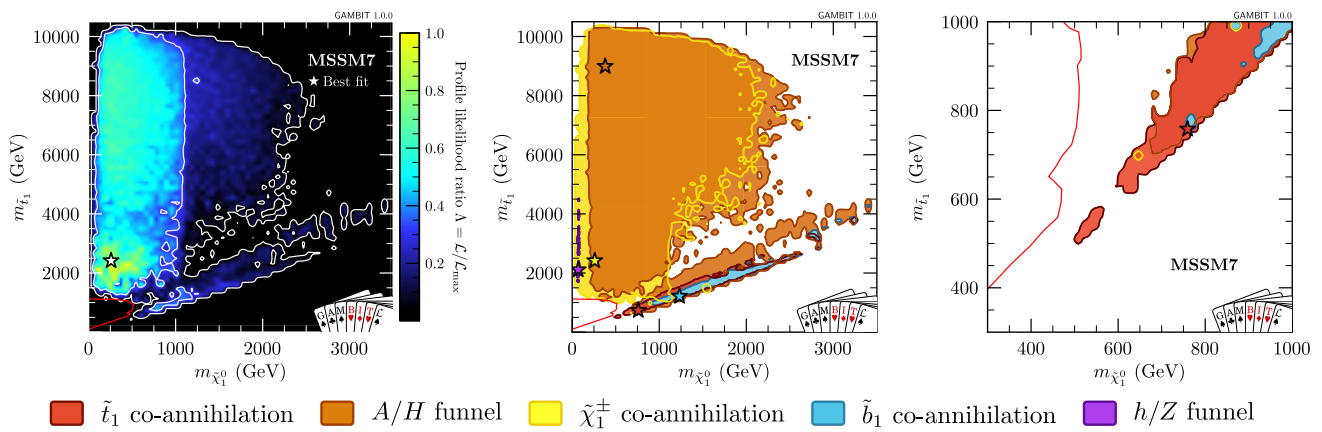 GAMBIT 1.0.0
10000
8000
6000
4000
2000
m_{t̃_1} (GeV)
MSSM7
Best fit
0 1000 2000 3000
m_{χ̃_1^0} (GeV)
G A M B I T ℒ
1.0
0.8
0.6
0.4
0.2
Profile likelihood ratio Λ = ℒ/ℒ_{max}
GAMBIT 1.0.0
10000
8000
6000
4000
2000
m_{t̃} (GeV)
MSSM7
0 1000 2000 3000
m_{χ̃_1^0} (GeV)
G A M B I T ℒ
GAMBIT 1.0.0
1000
800
600
400
m_{t̃_1} (GeV)
MSSM7
400 600 800 1000
m_{χ̃_1^0} (GeV)
G A M B I T ℒ
t̃_1 co-annihilation A/H funnel χ̃_1^± co-annihilation b̃_1 co-annihilation h/Z funnel